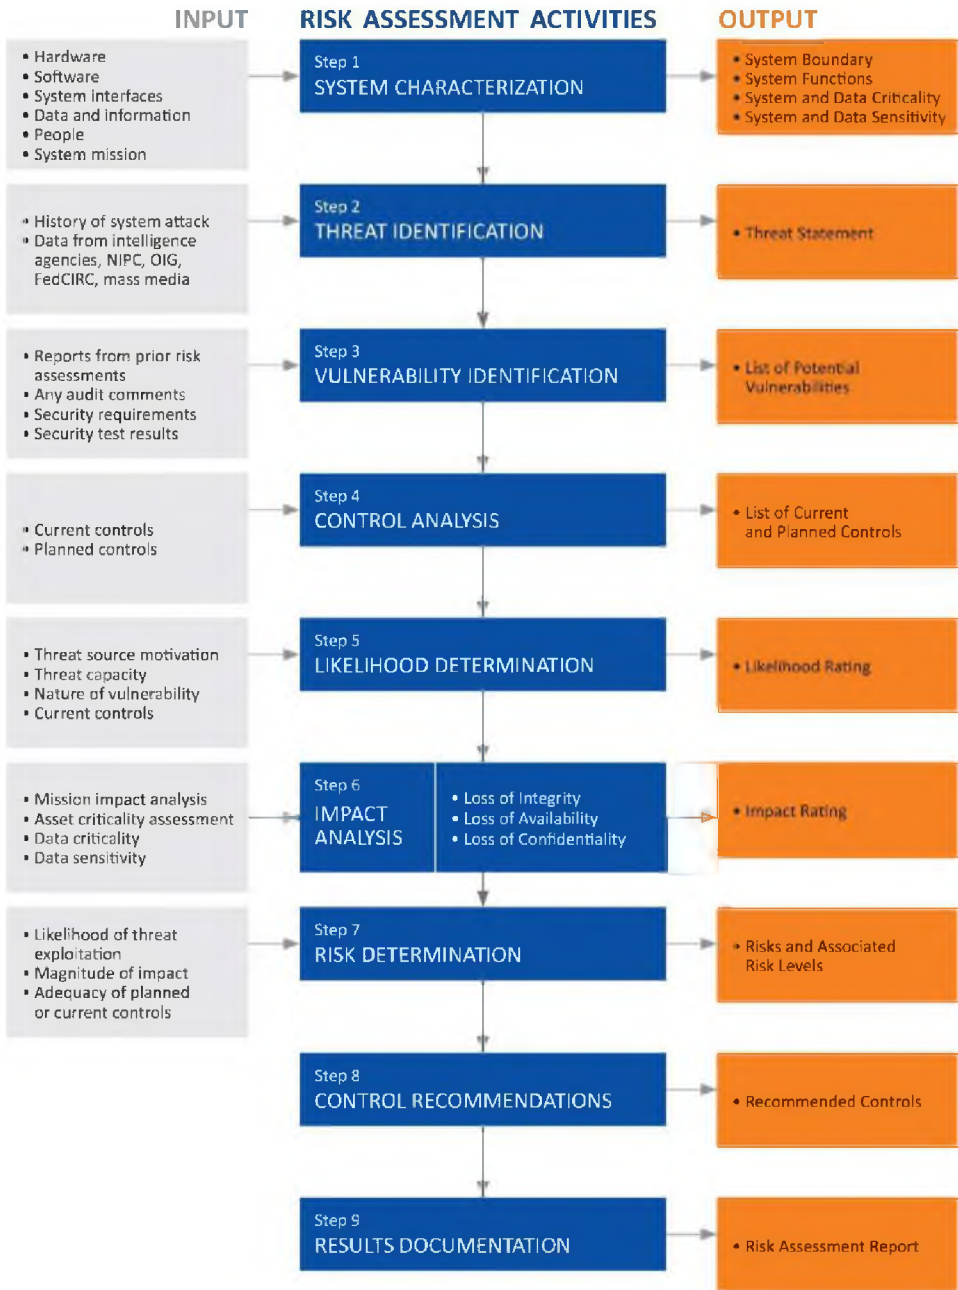 INPUT
RISK ASSESSMENT ACTIVITIES
OUTPUT
• Hardware
• Software
• System interfaces
• Data and information
• People
• System mission
Step 1
SYSTEM CHARACTERIZATION
• System Boundary
• System Functions
• System and Data Criticality
• System and Data Sensitivity
• History of system attack
• Data from intelligence
agencies, NIPC, OIG,
FedCIRC, mass media
Step 2
THREAT IDENTIFICATION
• Threat Statement
• Reports from prior risk
assessments
• Any audit comments
• Security requirements
• Security test results
Step 3
VULNERABILITY IDENTIFICATION
• List of Potential
Vulnerabilities
• Current controls
• Planned controls
Step 4
CONTROL ANALYSIS
• List of Current
and Planned Controls
• Threat source motivation
• Threat capacity
• Nature of vulnerability
• Current controls
Step 5
LIKELIHOOD DETERMINATION
• Likelihood Rating
• Mission impact analysis
• Asset criticality assessment
• Data criticality
• Data sensitivity
Step 6
IMPACT
ANALYSIS
• Loss of Integrity
• Loss of Availability
• Loss of Confidentiality
• Impact Rating
• Likelihood of threat
exploitation
• Magnitude of impact
• Adequacy of planned
or current controls
Step 7
RISK DETERMINATION
• Risks and Associated
Risk Levels
Step 8
CONTROL RECOMMENDATIONS
• Recommended Controls
Step 9
RESULTS DOCUMENTATION
• Risk Assessment Report